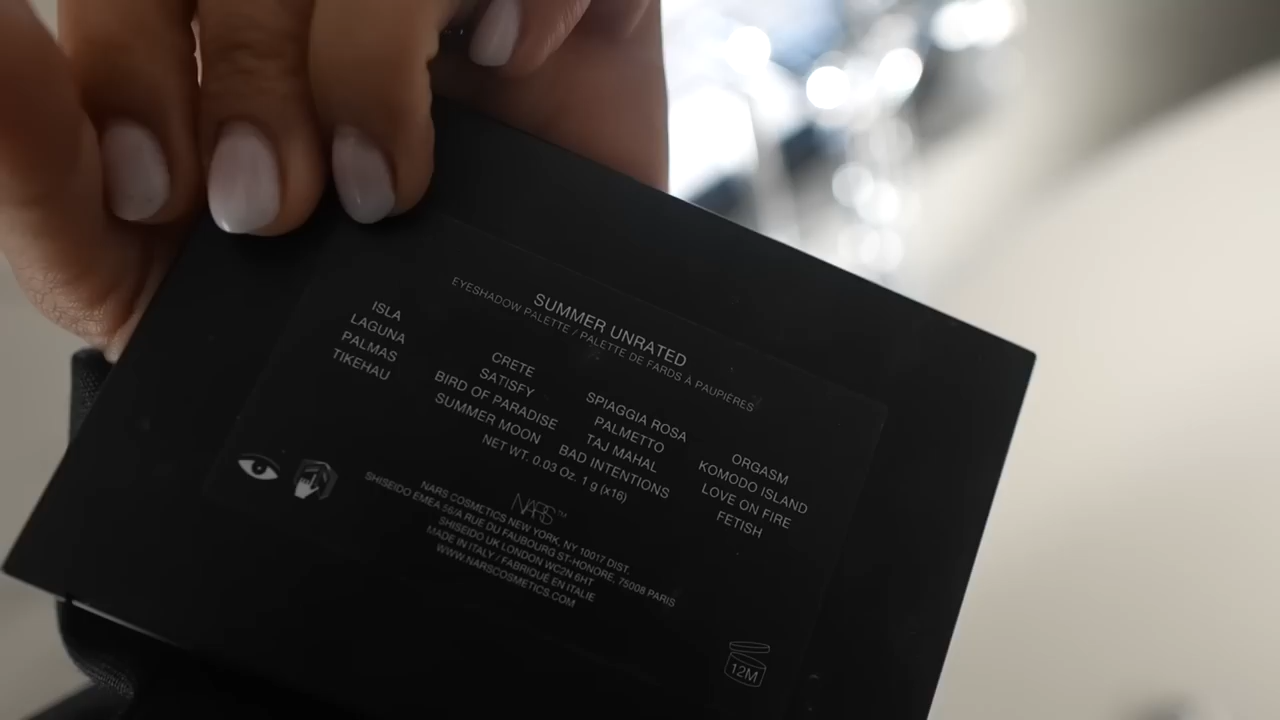 SUMMER UNRATED
EYESHADOW PALETTE / PALETTE DE FARDS À PAUPIÈRES
ISLA
LAGUNA
PALMAS
TIKEHAU
CRETE
SATISFY
BIRD OF PARADISE
SUMMER MOON
SPIAGGIA ROSA
PALMETTO
TAJ MAHAL
BAD INTENTIONS
ORGASM
KOMODO ISLAND
LOVE ON FIRE
FETISH
NET WT. 0.03 Oz. 1 g (x16)
NARS™
NARS COSMETICS NEW YORK, NY 10017 DIST.
SHISEIDO EMEA 56/A RUE DU FAUBOURG ST-HONORE, 75008 PARIS
SHISEIDO UK LONDON WC2N 6HT
MADE IN ITALY / FABRIQUÉ EN ITALIE
WWW.NARSCOSMETICS.COM
12M